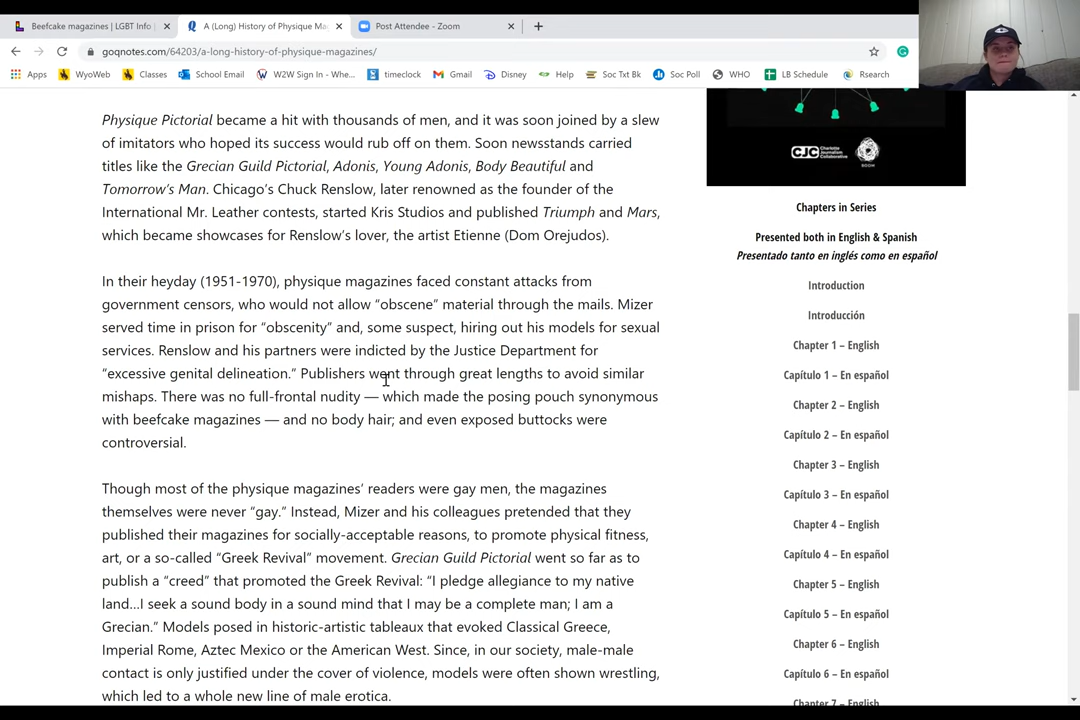 Beefcake magazines | LGBT Info
A (Long) History of Physique Ma
Post Attendee - Zoom
goqnotes.com/64203/a-long-history-of-physique-magazines/
Apps
WyoWeb
Classes
School Email
W2W Sign In - Whe...
timeclock
Gmail
Disney
Help
Soc Txt Bk
Soc Poll
WHO
LB Schedule
Rsearch
Physique Pictorial became a hit with thousands of men, and it was soon joined by a slew
of imitators who hoped its success would rub off on them. Soon newsstands carried
titles like the Grecian Guild Pictorial, Adonis, Young Adonis, Body Beautiful and
Tomorrow’s Man. Chicago’s Chuck Renslow, later renowned as the founder of the
International Mr. Leather contests, started Kris Studios and published Triumph and Mars,
which became showcases for Renslow’s lover, the artist Etienne (Dom Orejudos).
In their heyday (1951-1970), physique magazines faced constant attacks from
government censors, who would not allow “obscene” material through the mails. Mizer
served time in prison for “obscenity” and, some suspect, hiring out his models for sexual
services. Renslow and his partners were indicted by the Justice Department for
“excessive genital delineation.” Publishers went through great lengths to avoid similar
mishaps. There was no full-frontal nudity — which made the posing pouch synonymous
with beefcake magazines — and no body hair; and even exposed buttocks were
controversial.
Though most of the physique magazines’ readers were gay men, the magazines
themselves were never “gay.” Instead, Mizer and his colleagues pretended that they
published their magazines for socially-acceptable reasons, to promote physical fitness,
art, or a so-called “Greek Revival” movement. Grecian Guild Pictorial went so far as to
publish a “creed” that promoted the Greek Revival: “I pledge allegiance to my native
land...I seek a sound body in a sound mind that I may be a complete man; I am a
Grecian.” Models posed in historic-artistic tableaux that evoked Classical Greece,
Imperial Rome, Aztec Mexico or the American West. Since, in our society, male-male
contact is only justified under the cover of violence, models were often shown wrestling,
which led to a whole new line of male erotica.
CJC Charlotte Journalism Collaborative
Chapters in Series
Presented both in English & Spanish
Presentado tanto en inglés como en español
Introduction
Introducción
Chapter 1 – English
Capítulo 1 – En español
Chapter 2 – English
Capítulo 2 – En español
Chapter 3 – English
Capítulo 3 – En español
Chapter 4 – English
Capítulo 4 – En español
Chapter 5 – English
Capítulo 5 – En español
Chapter 6 – English
Capítulo 6 – En español
Chapter 7 – English